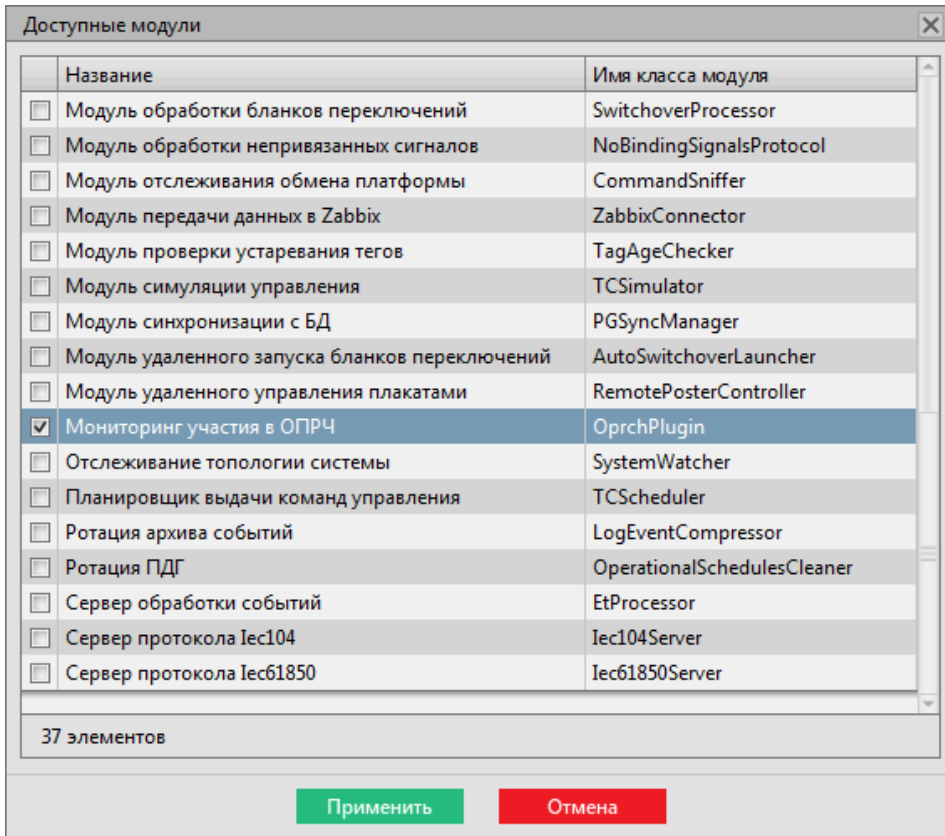 Доступные модули
Название Имя класса модуля
Модуль обработки бланков переключений SwitchoverProcessor
Модуль обработки непривязанных сигналов NoBindingSignalsProtocol
Модуль отслеживания обмена платформы CommandSniffer
Модуль передачи данных в Zabbix ZabbixConnector
Модуль проверки устаревания тегов TagAgeChecker
Модуль симуляции управления TCSimulator
Модуль синхронизации с БД PGSyncManager
Модуль удаленного запуска бланков переключений AutoSwitchoverLauncher
Модуль удаленного управления плакатами RemotePosterController
Мониторинг участия в ОПРЧ OprchPlugin
Отслеживание топологии системы SystemWatcher
Планировщик выдачи команд управления TCScheduler
Ротация архива событий LogEventCompressor
Ротация ПДГ OperationalSchedulesCleaner
Сервер обработки событий EtProcessor
Сервер протокола Iec104 Iec104Server
Сервер протокола Iec61850 Iec61850Server
37 элементов
Применить Отмена